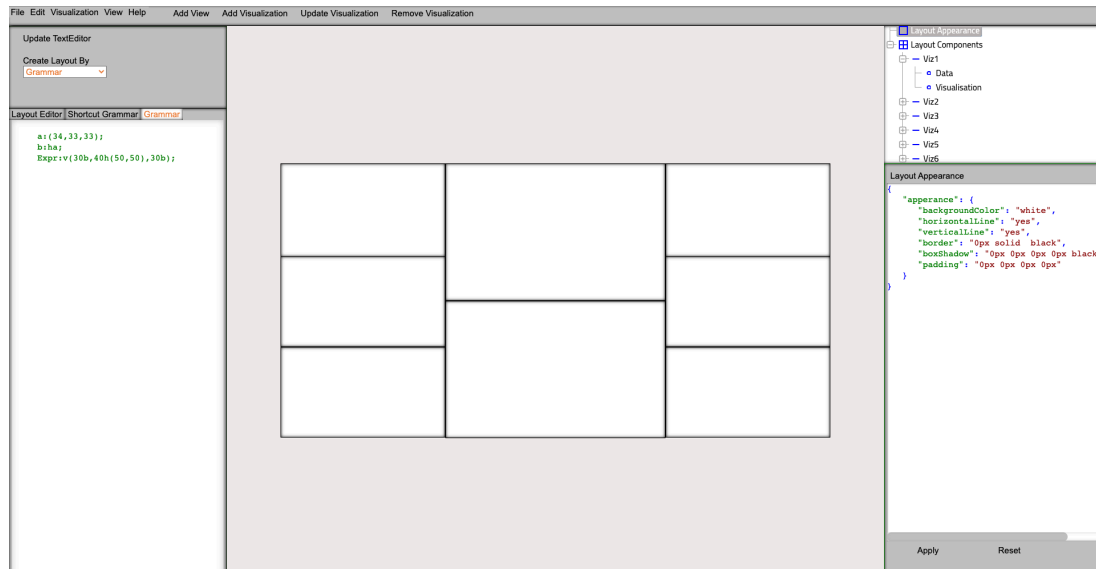 File Edit Visualization View Help Add View Add Visualization Update Visualization Remove Visualization
Update TextEditor
Create Layout By
Grammar
Layout Editor Shortcut Grammar Grammar
a:(34,33,33);
b:ha;
Expr:v(30b,40h(50,50),30b);
Layout Appearance
Layout Components
Viz1
Data
Visualisation
Viz2
Viz3
Viz4
Viz5
Viz6
Layout Appearance
{
"apperance": {
"backgroundColor": "white",
"horizontalLine": "yes",
"verticalLine": "yes",
"border": "0px solid  black",
"boxShadow": "0px 0px 0px 0px black
"padding": "0px 0px 0px 0px"
}
}
Apply Reset